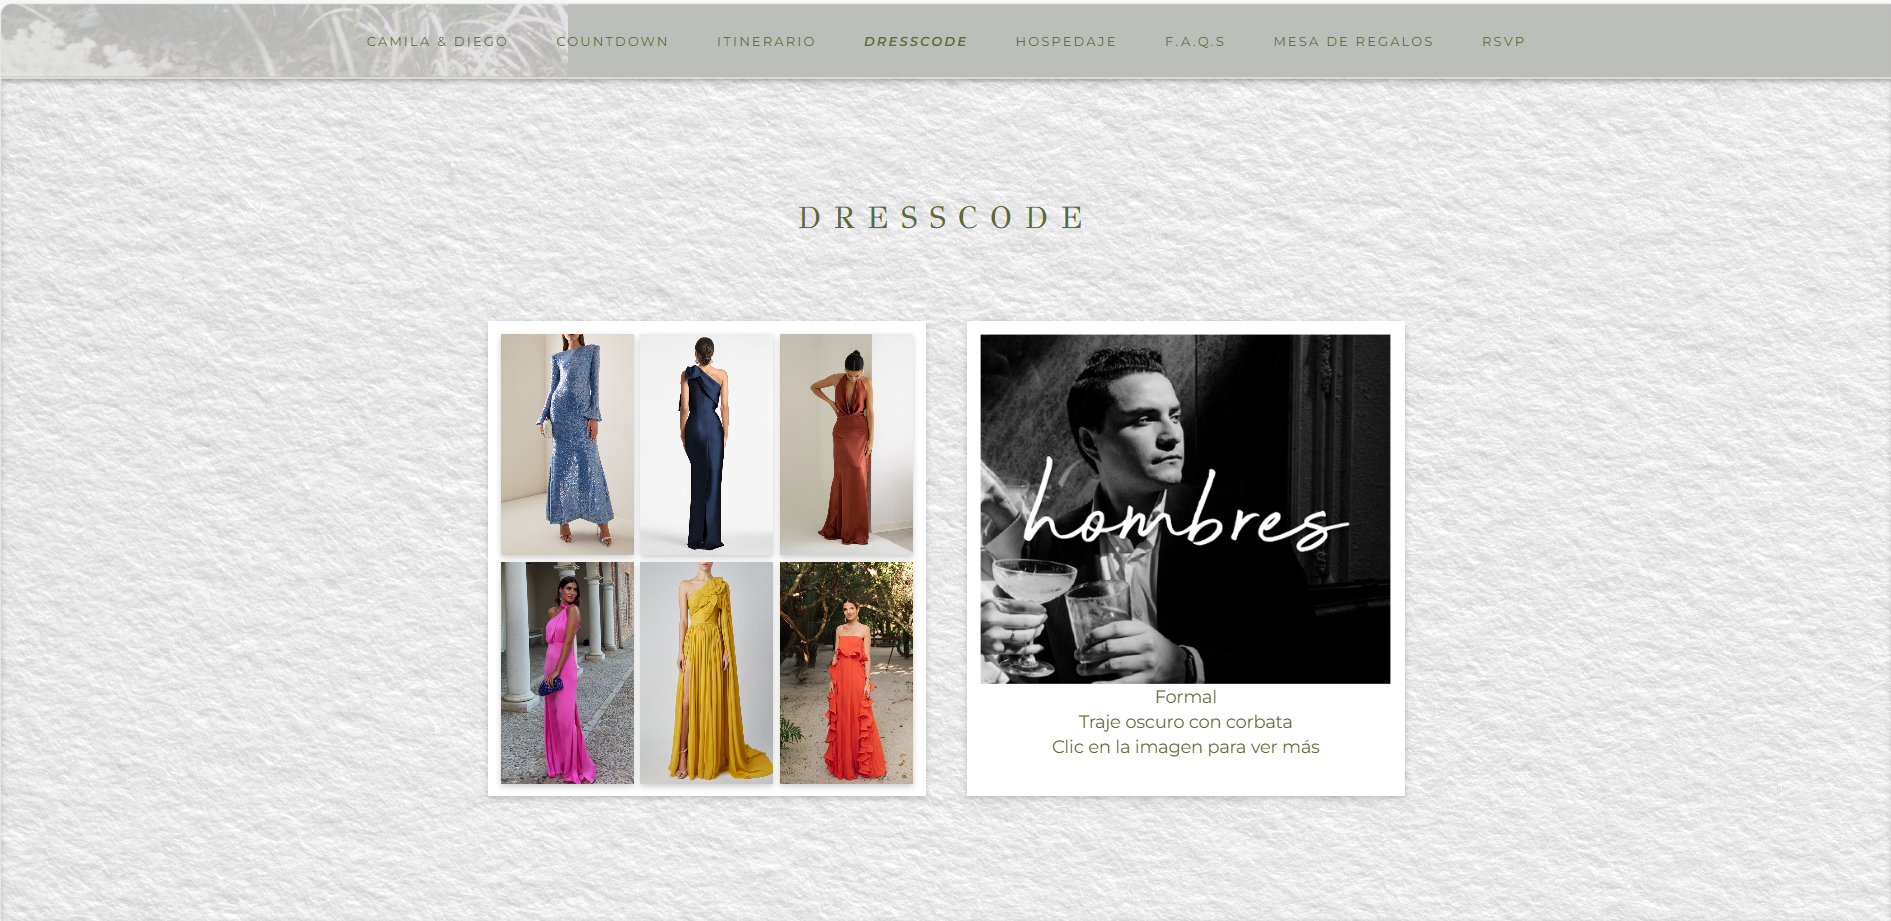 CAMILA & DIEGO COUNTDOWN ITINERARIO DRESSCODE HOSPEDAJE F.A.Q.S MESA DE REGALOS RSVP
DRESSCODE
hombres
Formal
Traje oscuro con corbata
Clic en la imagen para ver más